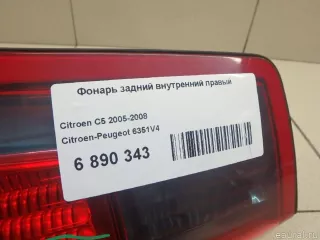 Фонарь задний внутренний правый
Citroen C5 2005-2008
Citroen-Peugeot 6351V4
6 890 343